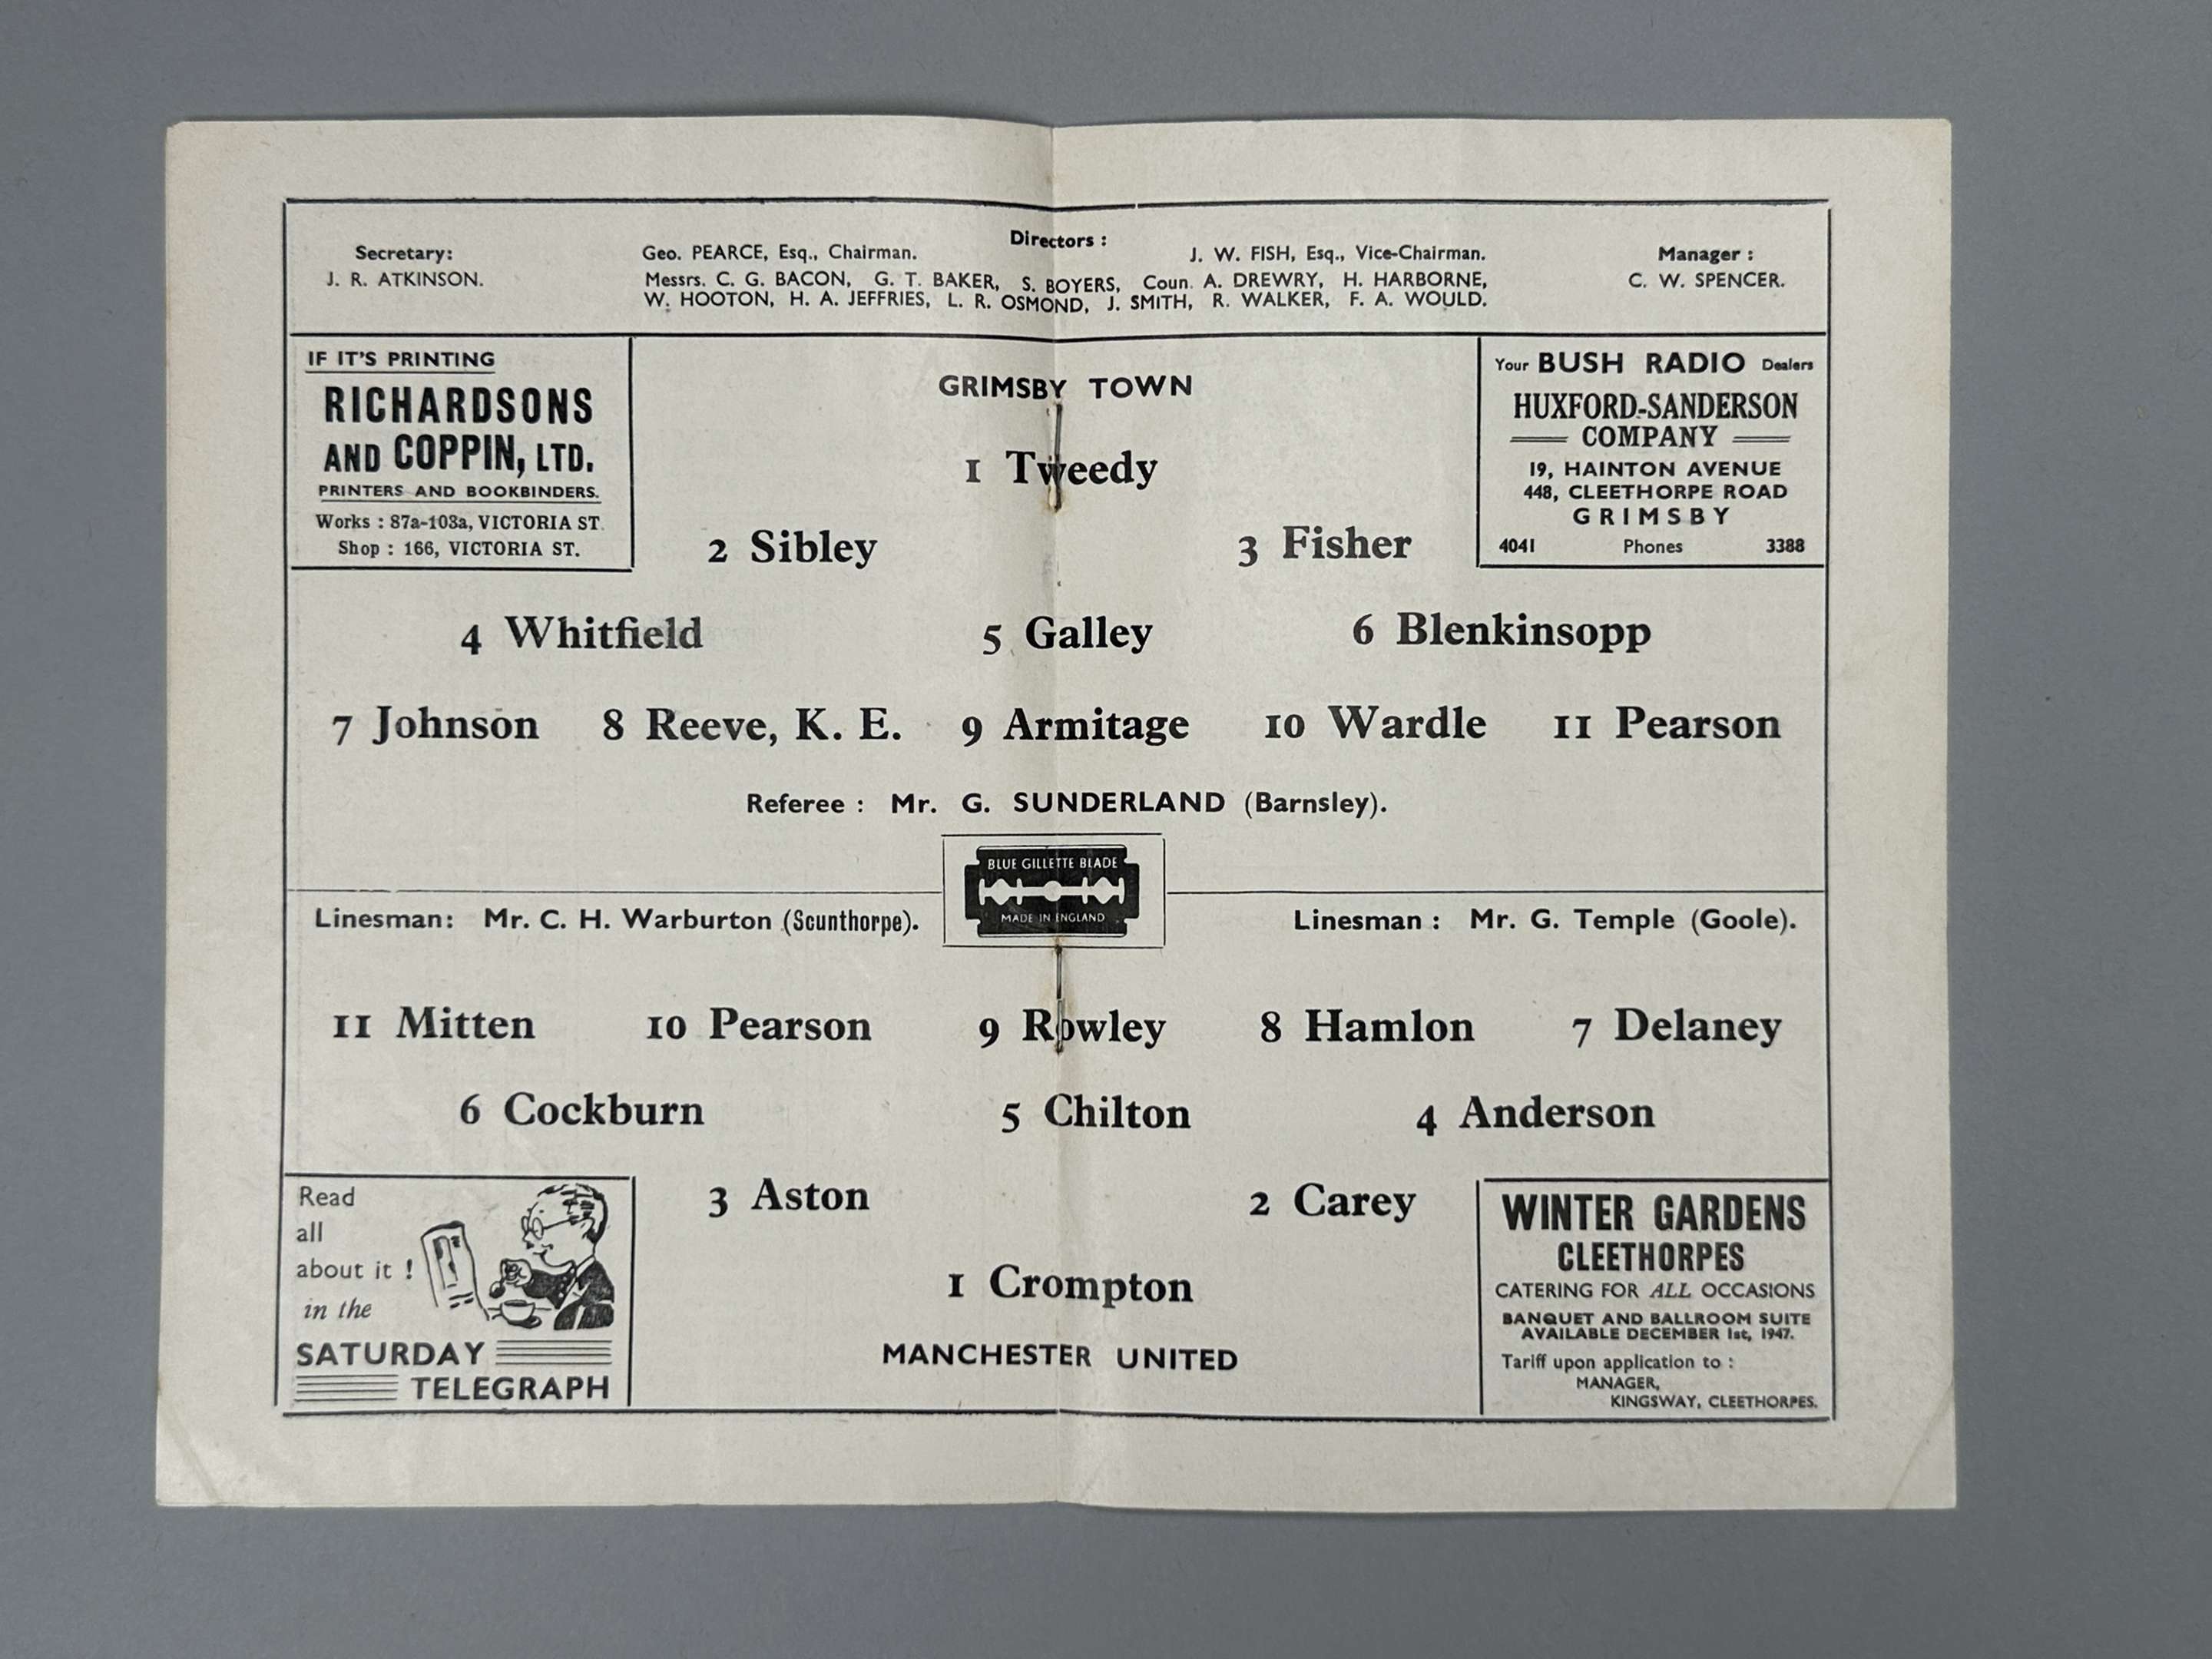 Directors :
Secretary:
J. R. ATKINSON.
Geo. PEARCE, Esq., Chairman. J. W. FISH, Esq., Vice-Chairman.
Messrs. C. G. BACON, G. T. BAKER, S. BOYERS, Coun. A. DREWRY, H. HARBORNE,
W. HOOTON, H. A. JEFFRIES, L. R. OSMOND, J. SMITH, R. WALKER, F. A. WOULD.
Manager :
C. W. SPENCER.
IF IT'S PRINTING
RICHARDSONS
AND COPPIN, LTD.
PRINTERS AND BOOKBINDERS.
Works : 87a-103a, VICTORIA ST.
Shop : 166, VICTORIA ST.
Your BUSH RADIO Dealers
HUXFORD-SANDERSON
COMPANY
19, HAINTON AVENUE
448, CLEETHORPE ROAD
GRIMSBY
4041 Phones 3388
GRIMSBY TOWN
1 Tweedy
2 Sibley 3 Fisher
4 Whitfield 5 Galley 6 Blenkinsopp
7 Johnson 8 Reeve, K. E. 9 Armitage 10 Wardle 11 Pearson
Referee : Mr. G. SUNDERLAND (Barnsley).
BLUE GILLETTE BLADE
MADE IN ENGLAND
Linesman: Mr. C. H. Warburton (Scunthorpe). Linesman : Mr. G. Temple (Goole).
11 Mitten 10 Pearson 9 Rowley 8 Hamlon 7 Delaney
6 Cockburn 5 Chilton 4 Anderson
3 Aston 2 Carey
1 Crompton
MANCHESTER UNITED
Read
all
about it !
in the
SATURDAY
TELEGRAPH
WINTER GARDENS
CLEETHORPES
CATERING FOR ALL OCCASIONS
BANQUET AND BALLROOM SUITE
AVAILABLE DECEMBER 1st, 1947.
Tariff upon application to :
MANAGER,
KINGSWAY, CLEETHORPES.